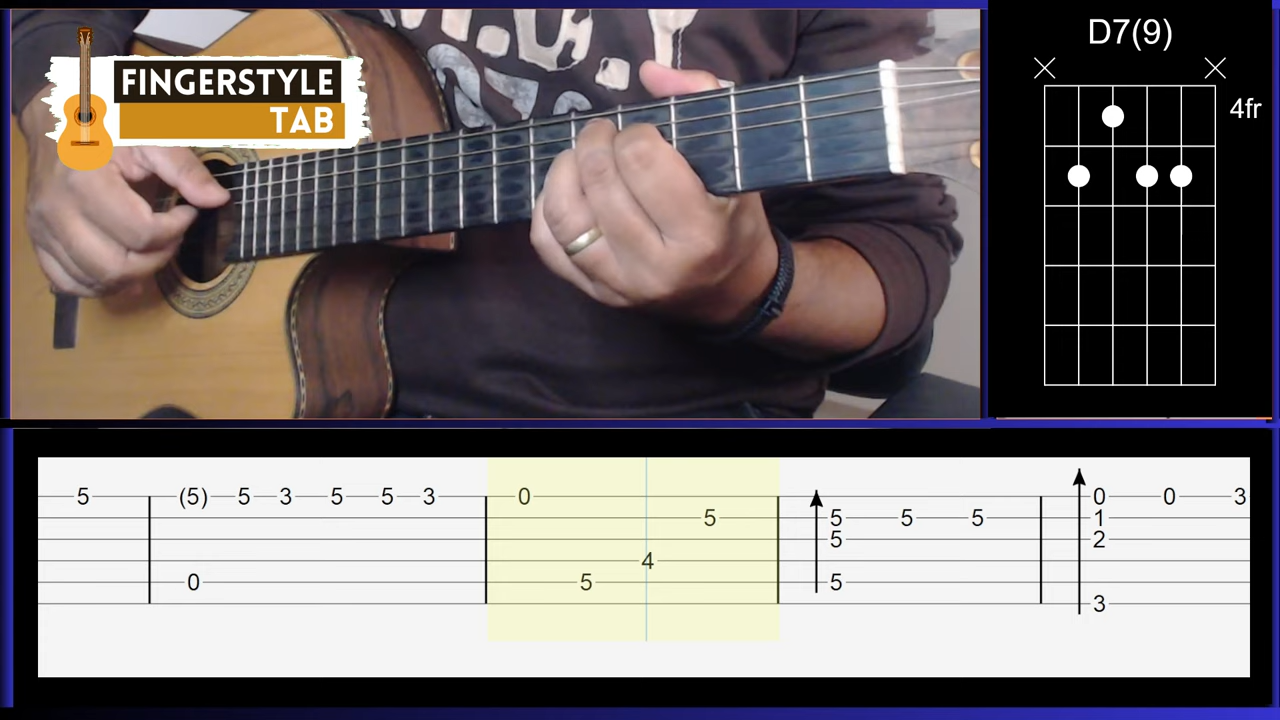 D7(9)
4fr
FINGERSTYLE
TAB
5 (5) 5 3 5 5 3 0 0 0 3
5 5 5 5 1
5 2
4
0 5 5
3